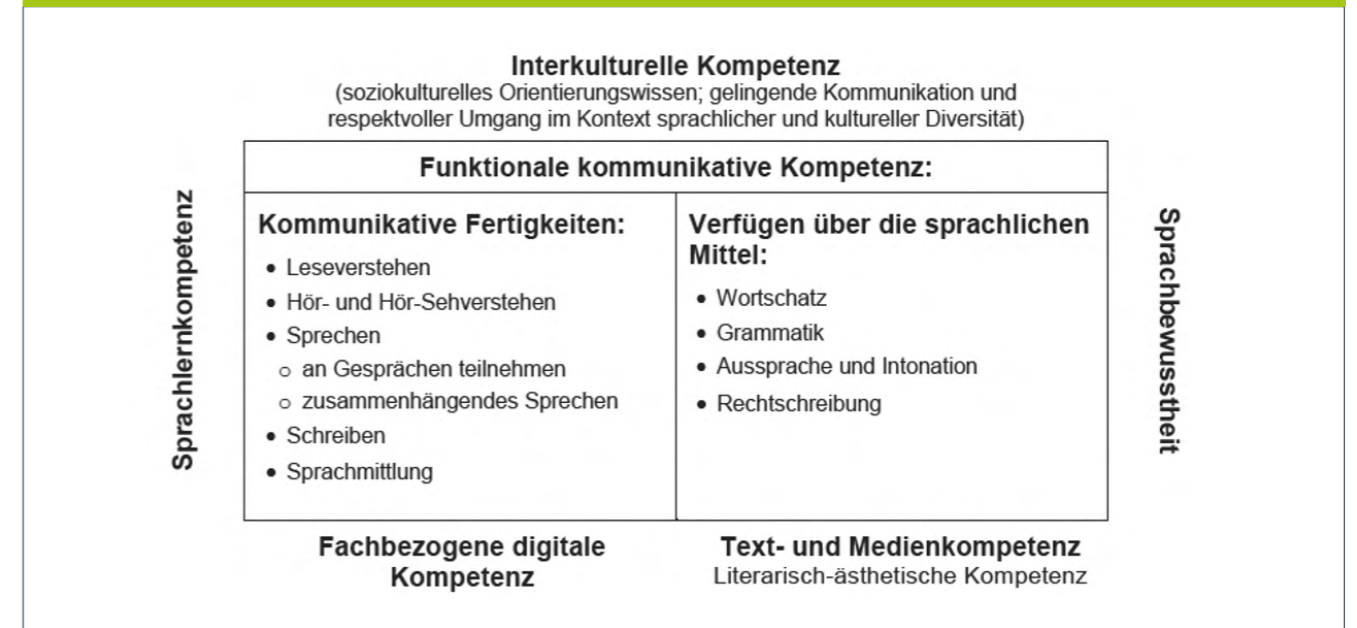 Interkulturelle Kompetenz
(soziokulturelles Orientierungswissen; gelingende Kommunikation und
respektvoller Umgang im Kontext sprachlicher und kultureller Diversität)
Sprachlernkompetenz
Funktionale kommunikative Kompetenz:
Kommunikative Fertigkeiten:
• Leseverstehen
• Hör- und Hör-Sehverstehen
• Sprechen
o an Gesprächen teilnehmen
o zusammenhängendes Sprechen
• Schreiben
• Sprachmittlung
Verfügen über die sprachlichen
Mittel:
• Wortschatz
• Grammatik
• Aussprache und Intonation
• Rechtschreibung
Sprachbewusstheit
Fachbezogene digitale
Kompetenz
Text- und Medienkompetenz
Literarisch-ästhetische Kompetenz